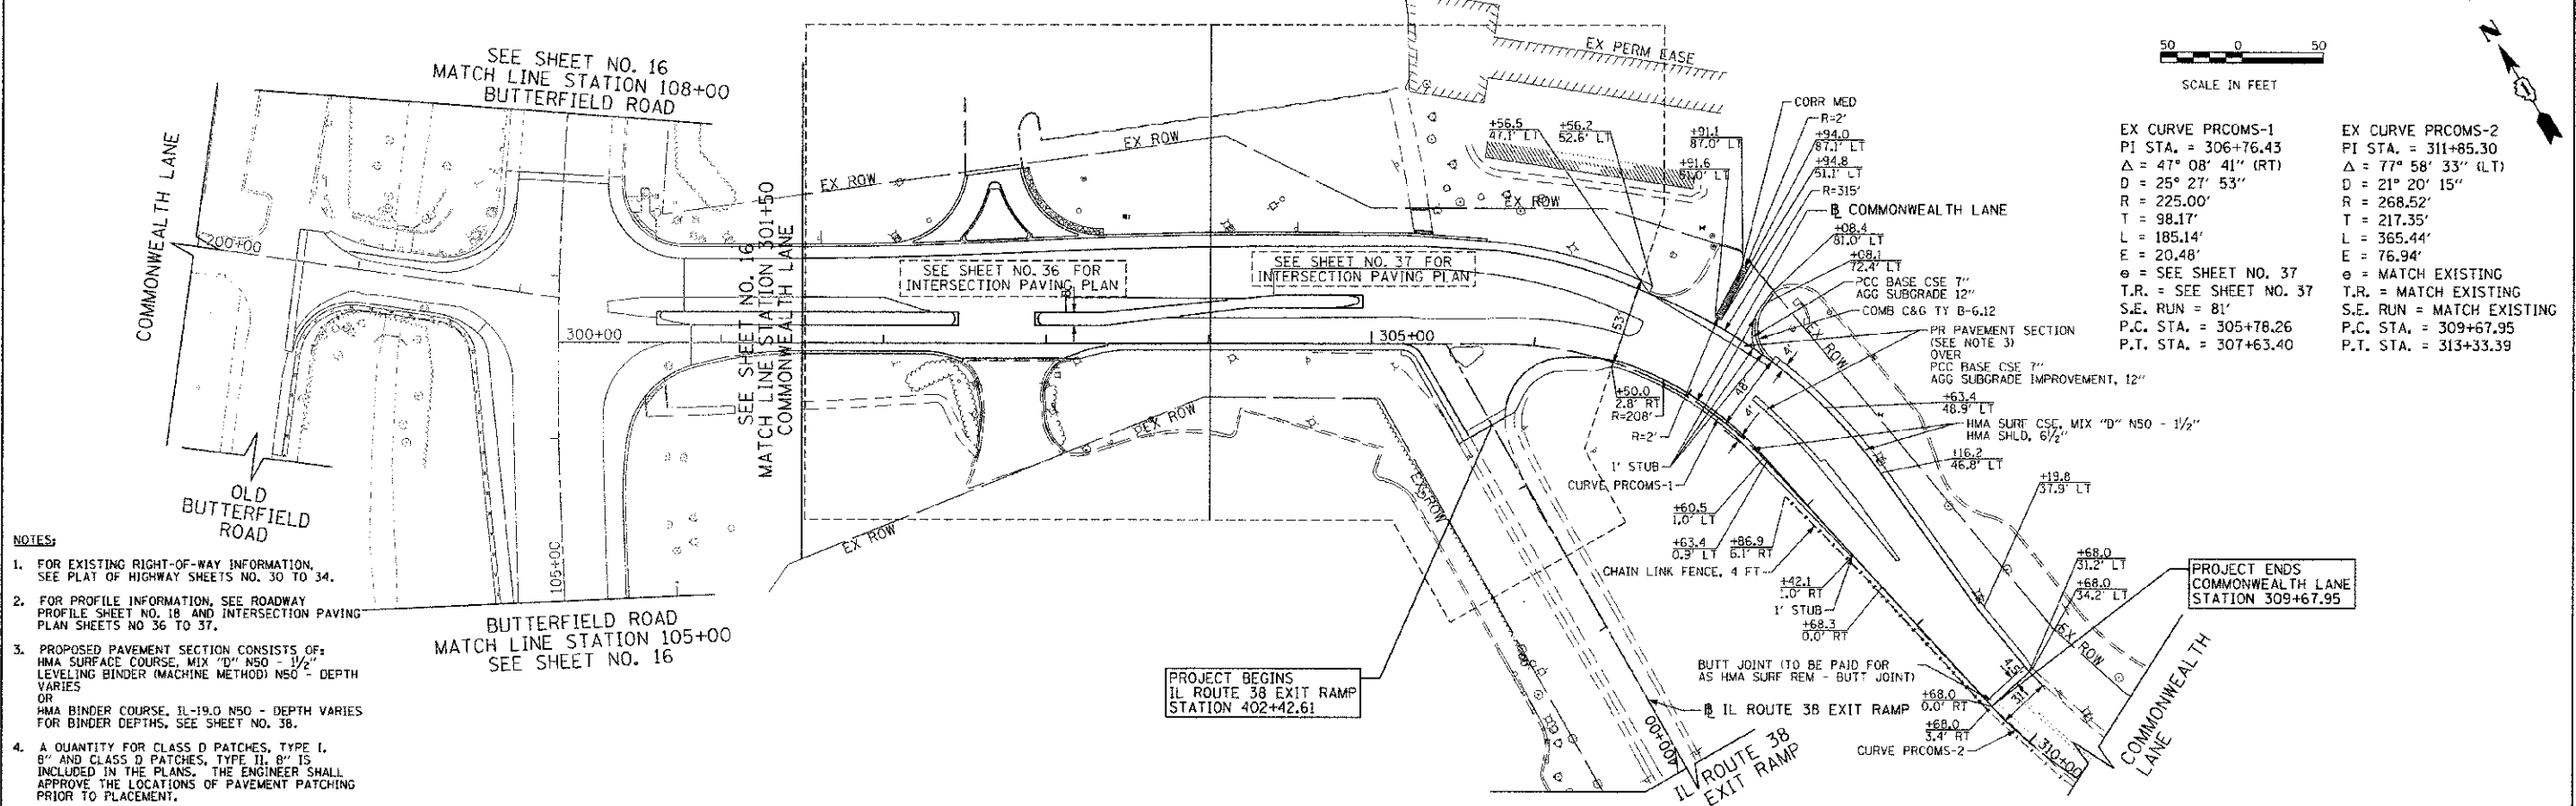 SEE SHEET NO. 16
MATCH LINE STATION 108+00
BUTTERFIELD ROAD
COMMONWEALTH LANE
200+00
OLD
BUTTERFIELD
ROAD
105+00
BUTTERFIELD ROAD
MATCH LINE STATION 105+00
SEE SHEET NO. 16
SEE SHEET NO. 16
MATCH LINE STATION 301+50
COMMONWEALTH LANE
300+00
305+00
EX ROW
EX ROW
EX ROW
EX ROW
EX ROW
EX ROW
EX ROW
EX ROW
EX PERM EASE
SEE SHEET NO. 36 FOR
INTERSECTION PAVING PLAN
SEE SHEET NO. 37 FOR
INTERSECTION PAVING PLAN
+56.5
47.1' LT
+56.2
52.6' LT
+91.1
87.0' LT
+91.6
CORR MED
R=2'
+94.0
87.1' LT
+94.8
51.1' LT
R=315'
℄ COMMONWEALTH LANE
+08.4
81.0' LT
+08.1
72.4' LT
PCC BASE CSE 7"
AGG SUBGRADE 12"
COMB C&G TY B-6.12
PR PAVEMENT SECTION
(SEE NOTE 3)
OVER
PCC BASE CSE 7"
AGG SUBGRADE IMPROVEMENT, 12"
+63.4
48.9' LT
HMA SURF CSE, MIX "D" N50 - 1½"
HMA SHLD, 6½"
+16.2
46.8' LT
+19.8
37.9' LT
53'
48'
4'
4'
+50.0
2.8' RT
R=208'
R=2'
1' STUB
CURVE PRCOMS-1
+60.5
1.0' LT
+63.4
0.9' LT
+86.9
6.1' RT
CHAIN LINK FENCE, 4 FT
+42.1
1.0' RT
1' STUB
+68.3
0.0' RT
+68.0
31.2' LT
+68.0
34.2' LT
PROJECT ENDS
COMMONWEALTH LANE
STATION 309+67.95
BUTT JOINT (TO BE PAID FOR
AS HMA SURF REM - BUTT JOINT)
+68.0
0.0' RT
+68.0
3.4' RT
4.5'
31'
CURVE PRCOMS-2
310+00
COMMONWEALTH
LANE
PROJECT BEGINS
IL ROUTE 38 EXIT RAMP
STATION 402+42.61
℄ IL ROUTE 38 EXIT RAMP
400+00
IL ROUTE 38
EXIT RAMP
50 0 50
SCALE IN FEET
N
EX CURVE PRCOMS-1
PI STA. = 306+76.43
Δ = 47° 08' 41" (RT)
D = 25° 27' 53"
R = 225.00'
T = 98.17'
L = 185.14'
E = 20.48'
e = SEE SHEET NO. 37
T.R. = SEE SHEET NO. 37
S.E. RUN = 81'
P.C. STA. = 305+78.26
P.T. STA. = 307+63.40
EX CURVE PRCOMS-2
PI STA. = 311+85.30
Δ = 77° 58' 33" (LT)
D = 21° 20' 15"
R = 268.52'
T = 217.35'
L = 365.44'
E = 76.94'
e = MATCH EXISTING
T.R. = MATCH EXISTING
S.E. RUN = MATCH EXISTING
P.C. STA. = 309+67.95
P.T. STA. = 313+33.39
NOTES:
1. FOR EXISTING RIGHT-OF-WAY INFORMATION,
SEE PLAT OF HIGHWAY SHEETS NO. 30 TO 34.
2. FOR PROFILE INFORMATION, SEE ROADWAY
PROFILE SHEET NO. 18 AND INTERSECTION PAVING
PLAN SHEETS NO 36 TO 37.
3. PROPOSED PAVEMENT SECTION CONSISTS OF:
HMA SURFACE COURSE, MIX "D" N50 - 1½"
LEVELING BINDER (MACHINE METHOD) N50 - DEPTH
VARIES
OR
HMA BINDER COURSE, IL-19.0 N50 - DEPTH VARIES
FOR BINDER DEPTHS, SEE SHEET NO. 38.
4. A QUANTITY FOR CLASS D PATCHES, TYPE I,
8" AND CLASS D PATCHES, TYPE II, 8" IS
INCLUDED IN THE PLANS. THE ENGINEER SHALL
APPROVE THE LOCATIONS OF PAVEMENT PATCHING
PRIOR TO PLACEMENT.